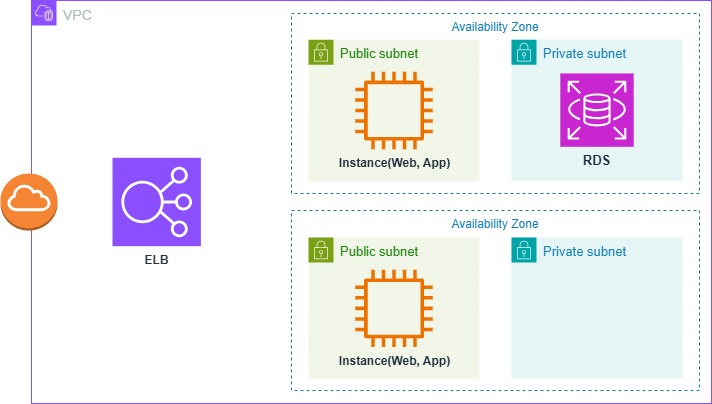 VPC
Availability Zone
Public subnet
Private subnet
Instance(Web, App)
RDS
ELB
Availability Zone
Public subnet
Private subnet
Instance(Web, App)